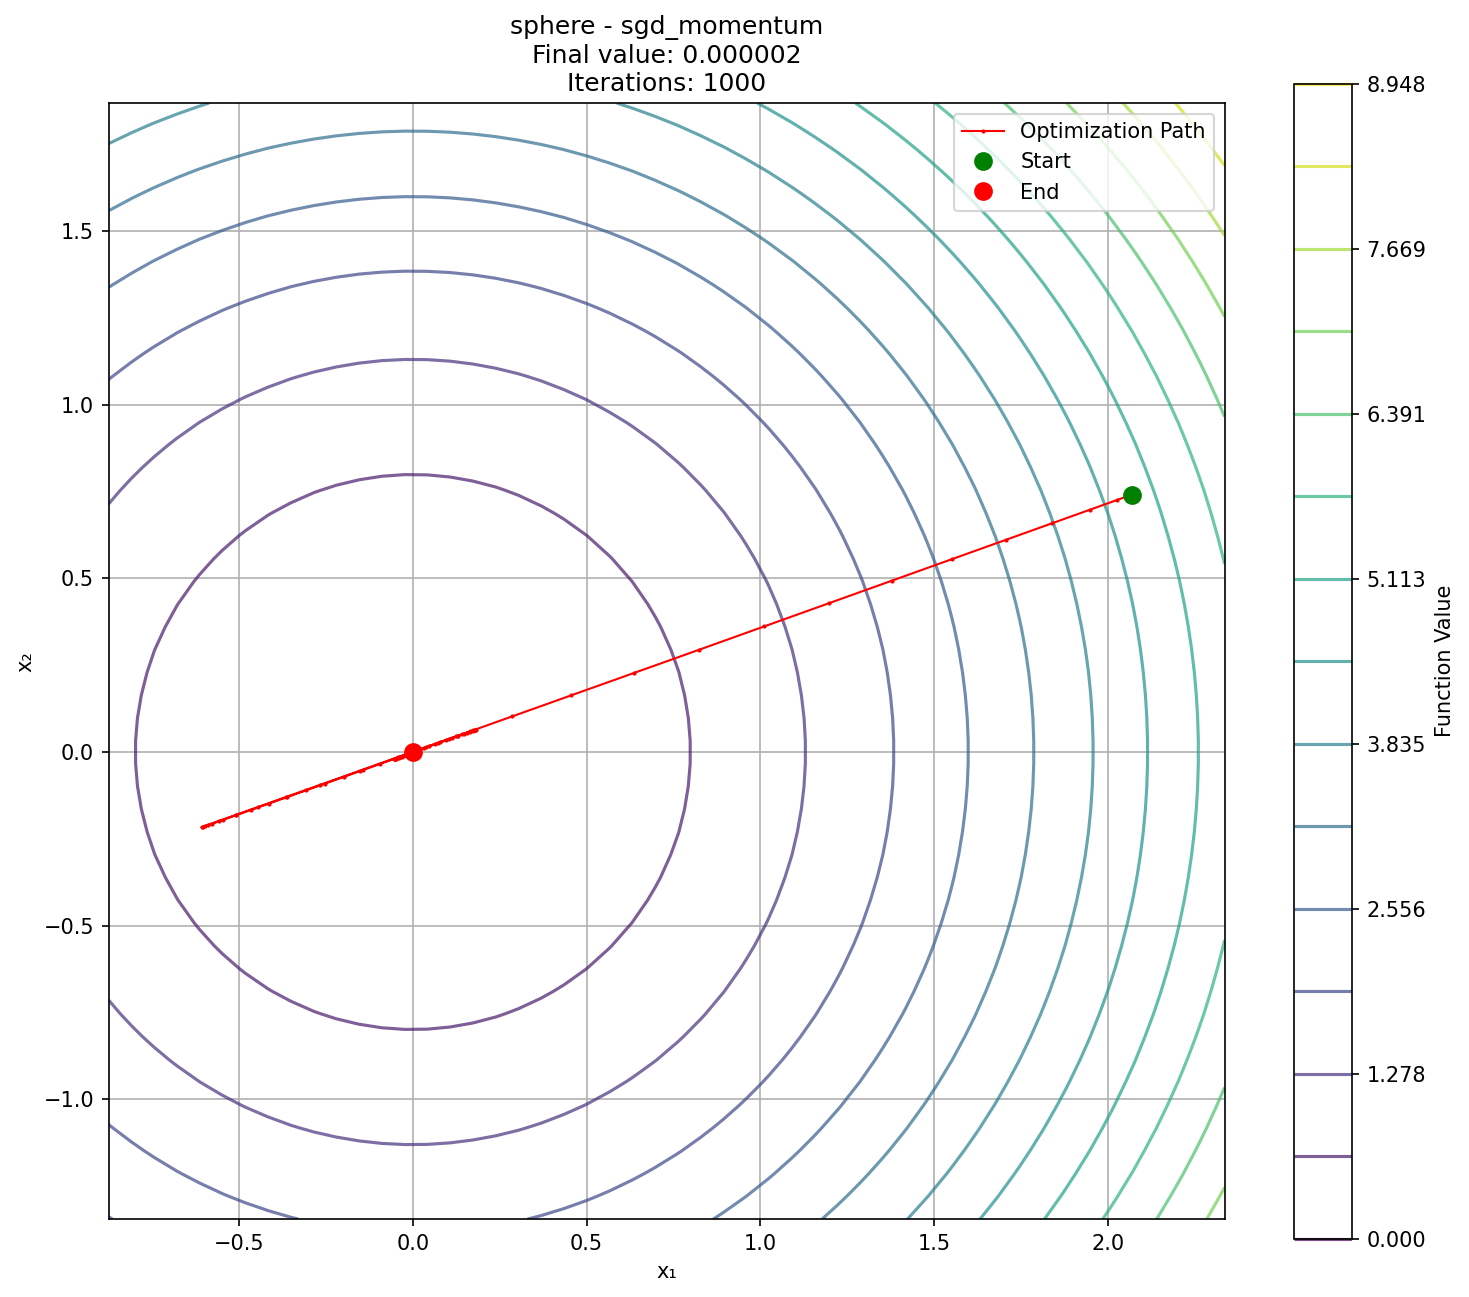 sphere - sgd_momentum
Final value: 0.000002
Iterations: 1000
Optimization Path
Start
End
8.948
7.669
6.391
5.113
3.835
2.556
1.278
0.000
Function Value
1.5
1.0
0.5
0.0
−0.5
−1.0
x₂
−0.5
0.0
0.5
1.0
1.5
2.0
x₁